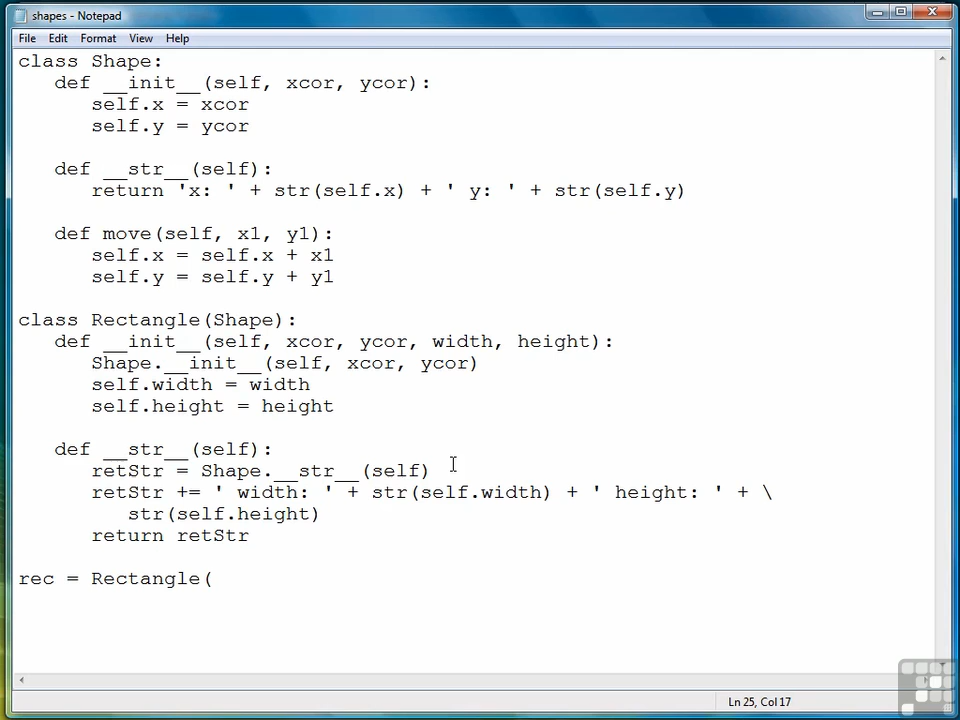 shapes - Notepad
File Edit Format View Help
class Shape:
   def __init__(self, xcor, ycor):
      self.x = xcor
      self.y = ycor

   def __str__(self):
      return 'x: ' + str(self.x) + ' y: ' + str(self.y)

   def move(self, x1, y1):
      self.x = self.x + x1
      self.y = self.y + y1

class Rectangle(Shape):
   def __init__(self, xcor, ycor, width, height):
      Shape.__init__(self, xcor, ycor)
      self.width = width
      self.height = height

   def __str__(self):
      retStr = Shape.__str__(self)
      retStr += ' width: ' + str(self.width) + ' height: ' + \
         str(self.height)
      return retStr

rec = Rectangle(
Ln 25, Col 17